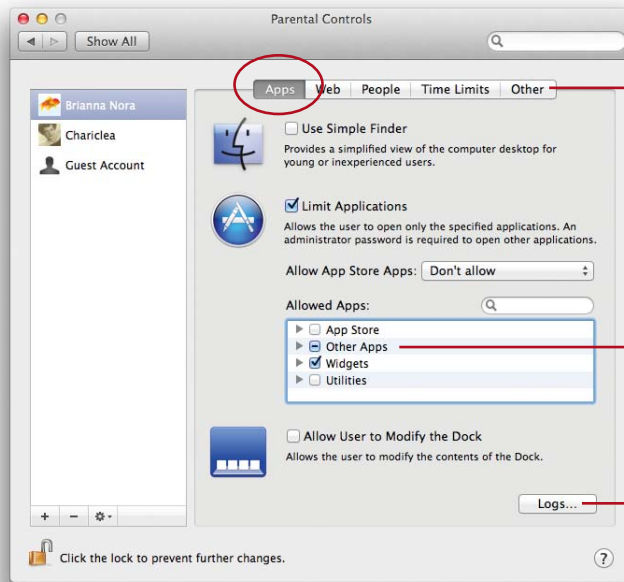 Parental Controls
Show All
Apps Web People Time Limits Other
Brianna Nora
Chariclea
Guest Account
Use Simple Finder
Provides a simplified view of the computer desktop for
young or inexperienced users.
Limit Applications
Allows the user to open only the specified applications. An
administrator password is required to open other applications.
Allow App Store Apps: Don't allow
Allowed Apps:
App Store
Other Apps
Widgets
Utilities
Allow User to Modify the Dock
Allows the user to modify the contents of the Dock.
Logs...
Click the lock to prevent further changes.
?